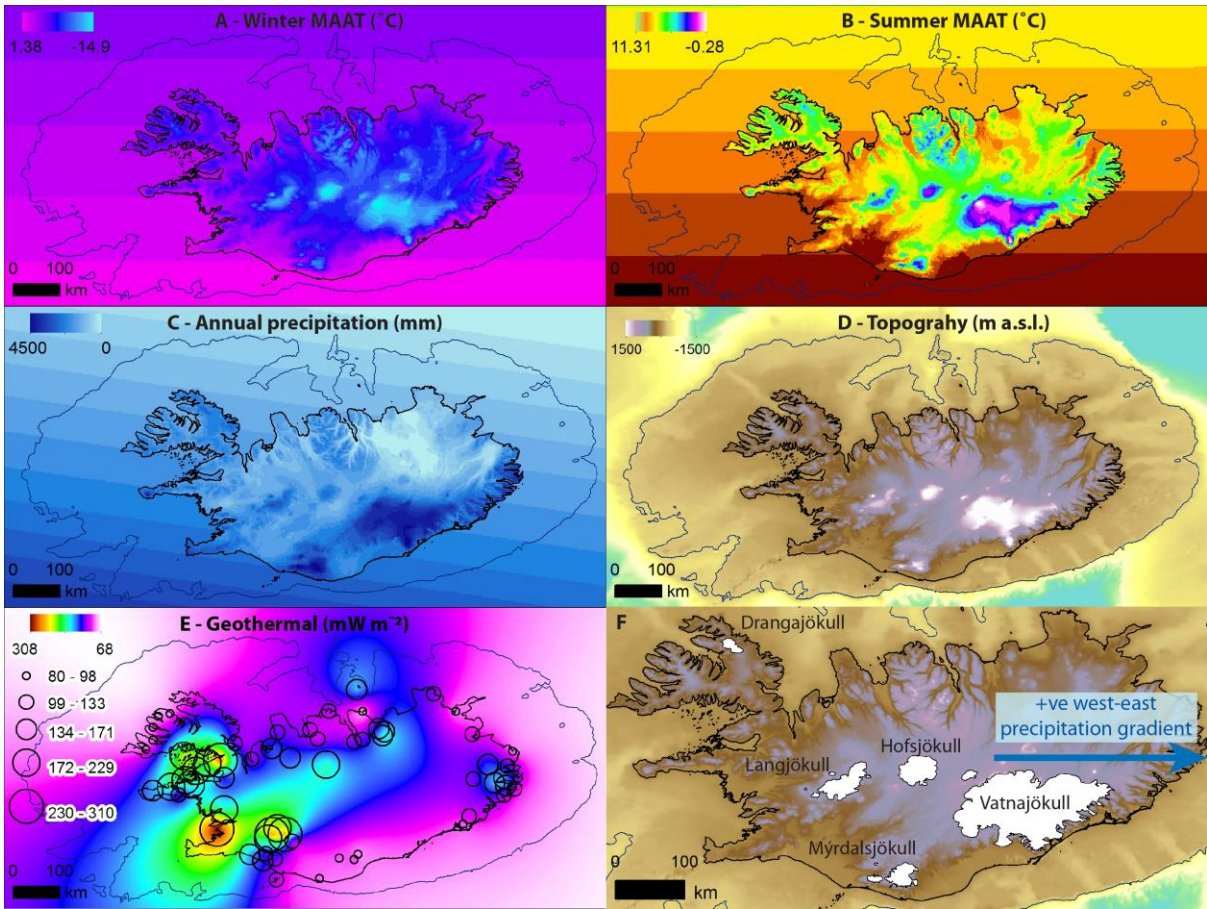 A - Winter MAAT (˚C)
1.38 -14.9
0 100
km
B - Summer MAAT (˚C)
11.31 -0.28
0 100
km
C - Annual precipitation (mm)
4500 0
0 100
km
D - Topograhy (m a.s.l.)
1500 -1500
0 100
km
E - Geothermal (mW m⁻²)
308 68
80 - 98
99 - 133
134 - 171
172 - 229
230 - 310
0 100
km
F
Drangajökull
+ve west-east
precipitation gradient
Hofsjökull
Langjökull
Vatnajökull
Mýrdalsjökull
0 100
km